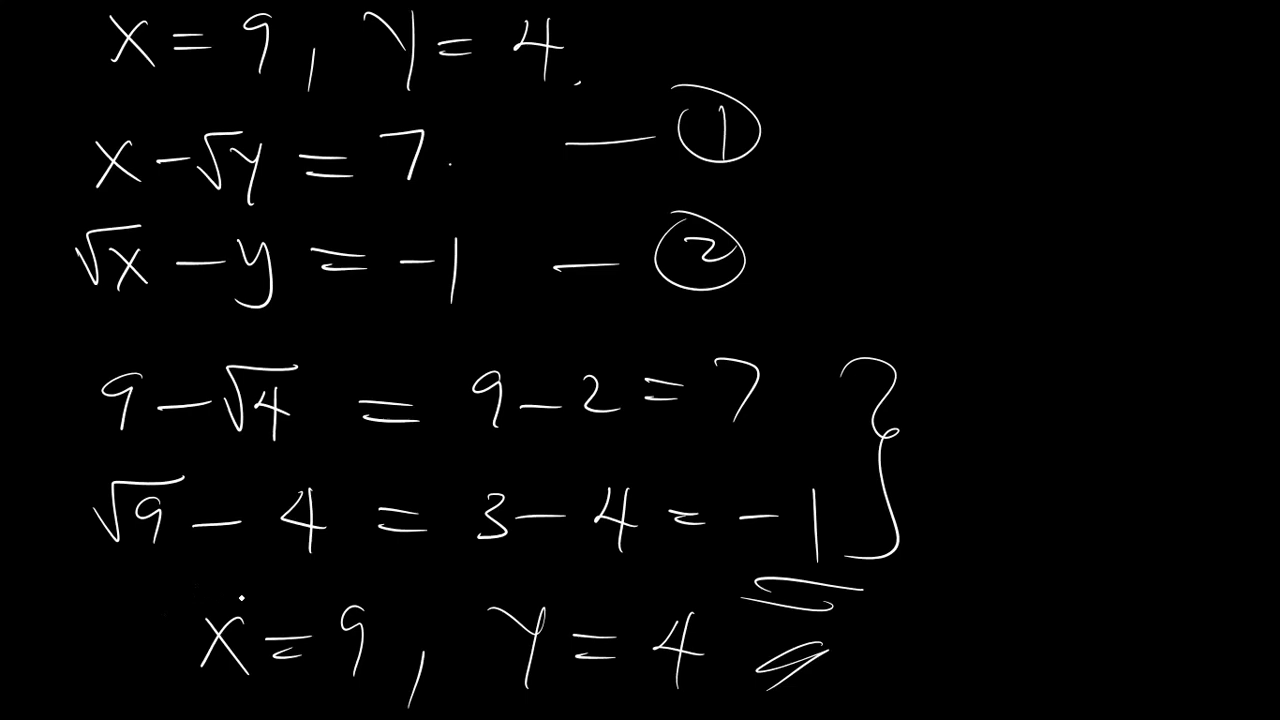 x = 9, y = 4.
x - √y = 7. — ①
√x - y = -1 — ②
9 - √4 = 9 - 2 = 7 }
√9 - 4 = 3 - 4 = -1
x = 9, y = 4